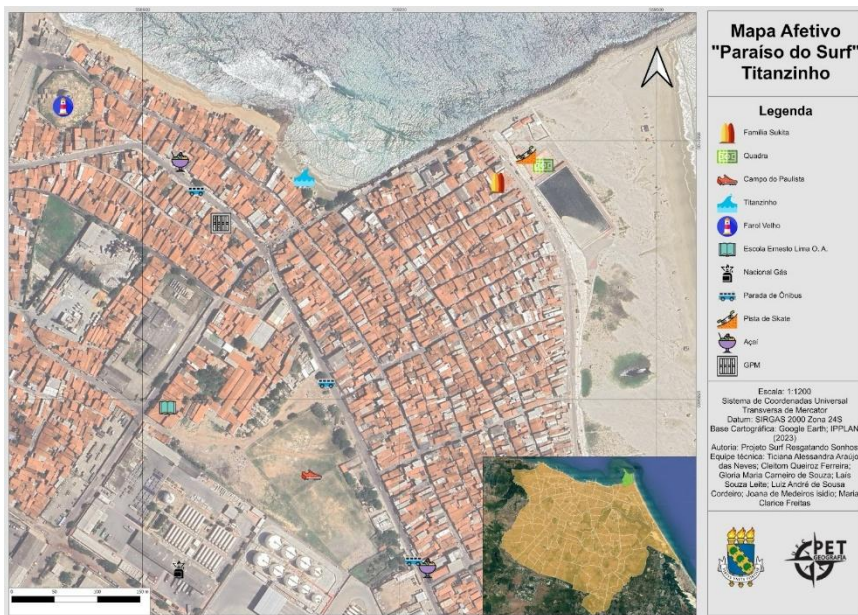 Mapa Afetivo
"Paraíso do Surf"
Titanzinho
Legenda
Família Sukita
Quadra
Campo do Paulista
Titanzinho
Farol Velho
Escola Ernesto Lima O. A.
Nacional Gás
Parada de Ônibus
Pista de Skate
Açaí
GPM
Escala: 1:1200
Sistema de Coordenadas Universal
Transversa de Mercator
Datum: SIRGAS 2000 Zona 24S
Base Cartográfica: Google Earth; IPPLAN
(2023)
Autoria: Projeto Surf Resgatando Sonhos
Equipe técnica: Ticiana Alessandra Araújo
das Neves; Cleitom Queiroz Ferreira;
Gloria Maria Carneiro de Souza; Laís
Souza Leite; Luiz André de Sousa
Cordeiro; Joana de Medeiros Isídio; Maria
Clarice Freitas
PET
GEOGRAFIA